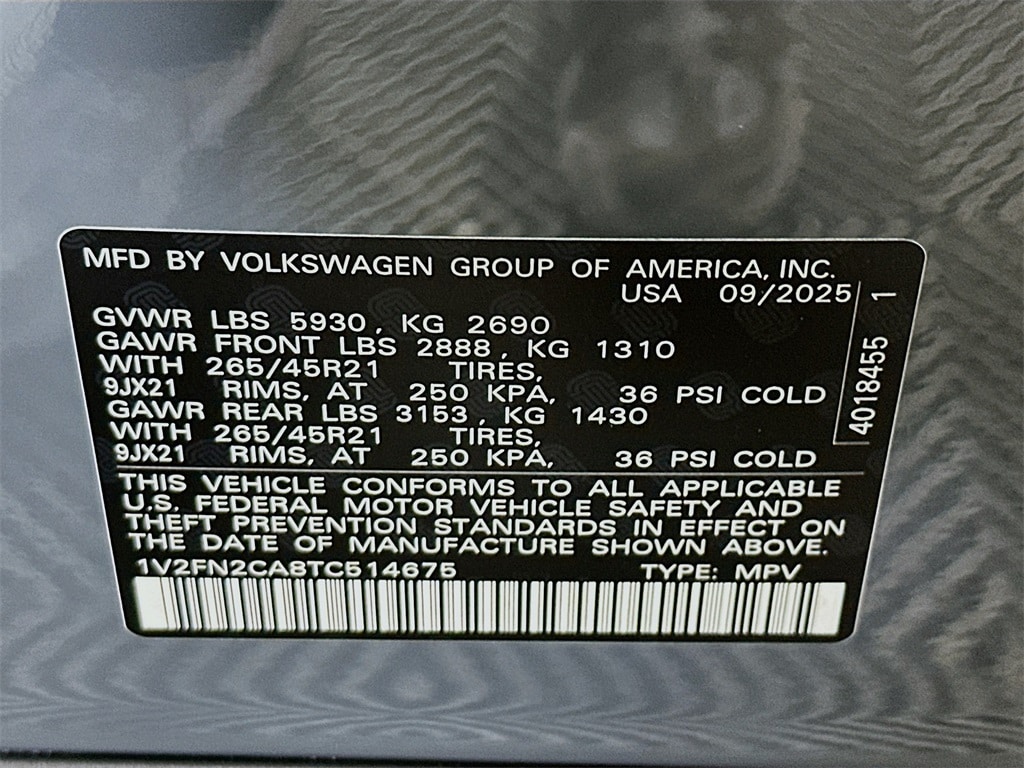 MFD BY VOLKSWAGEN GROUP OF AMERICA, INC.
USA 09/2025
GVWR LBS 5930, KG 2690
GAWR FRONT LBS 2888, KG 1310
WITH 265/45R21 TIRES,
9JX21 RIMS, AT 250 KPA, 36 PSI COLD
GAWR REAR LBS 3153, KG 1430
WITH 265/45R21 TIRES,
9JX21 RIMS, AT 250 KPA, 36 PSI COLD
4018455 1
THIS VEHICLE CONFORMS TO ALL APPLICABLE
U.S. FEDERAL MOTOR VEHICLE SAFETY AND
THEFT PREVENTION STANDARDS IN EFFECT ON
THE DATE OF MANUFACTURE SHOWN ABOVE.
1V2FN2CA8TC514675 TYPE: MPV